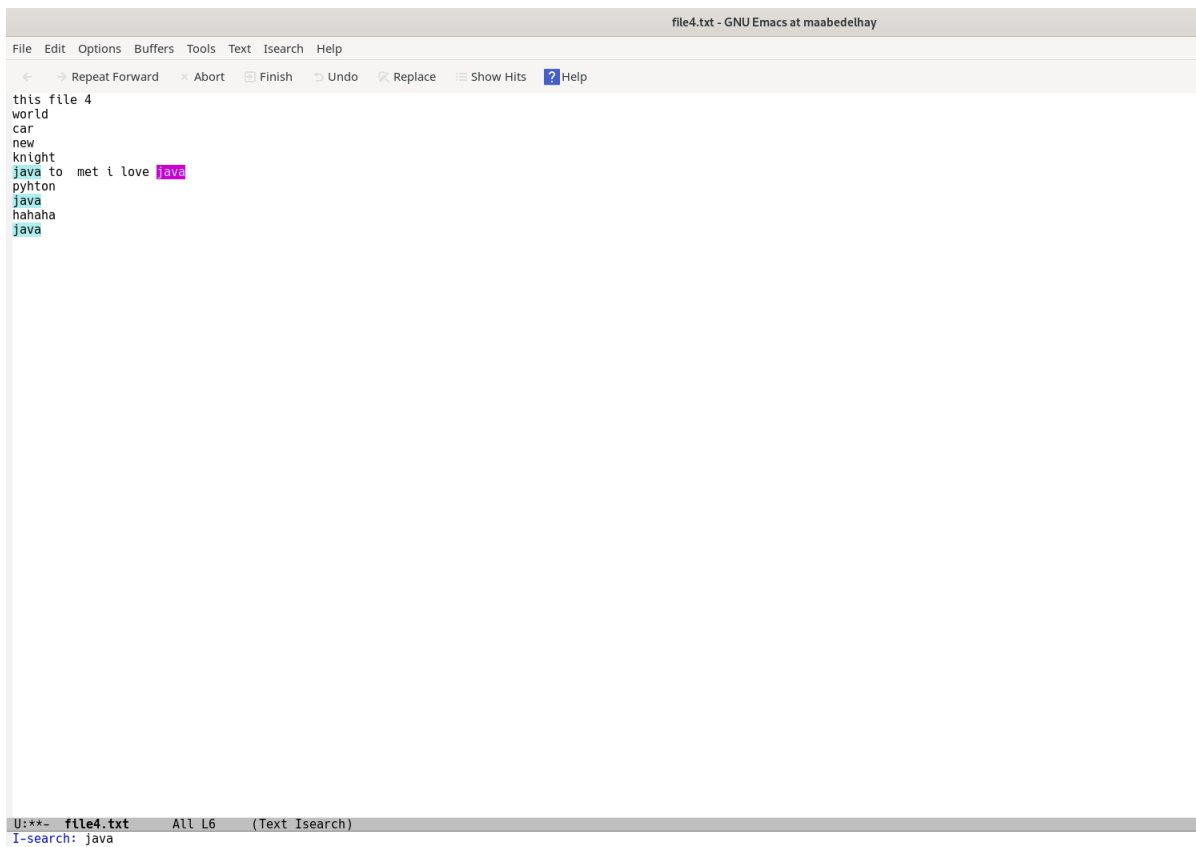 file4.txt - GNU Emacs at maabedelhay
File Edit Options Buffers Tools Text Isearch Help
Repeat Forward Abort Finish Undo Replace Show Hits ? Help
this file 4
world
car
new
knight
java to  met i love java
pyhton
java
hahaha
java
U:**-  file4.txt      All L6     (Text Isearch)
I-search: java